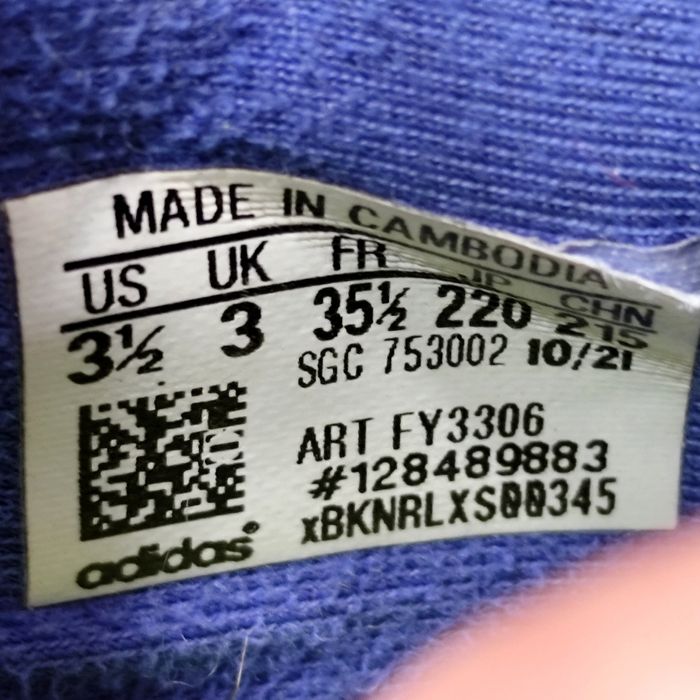 MADE IN CAMBODIA
US UK FR JP CHN
3½ 3 35½ 220 215
SGC 753002 10/21
ART FY3306
#128489883
xBKNRLXS00345
adidas®